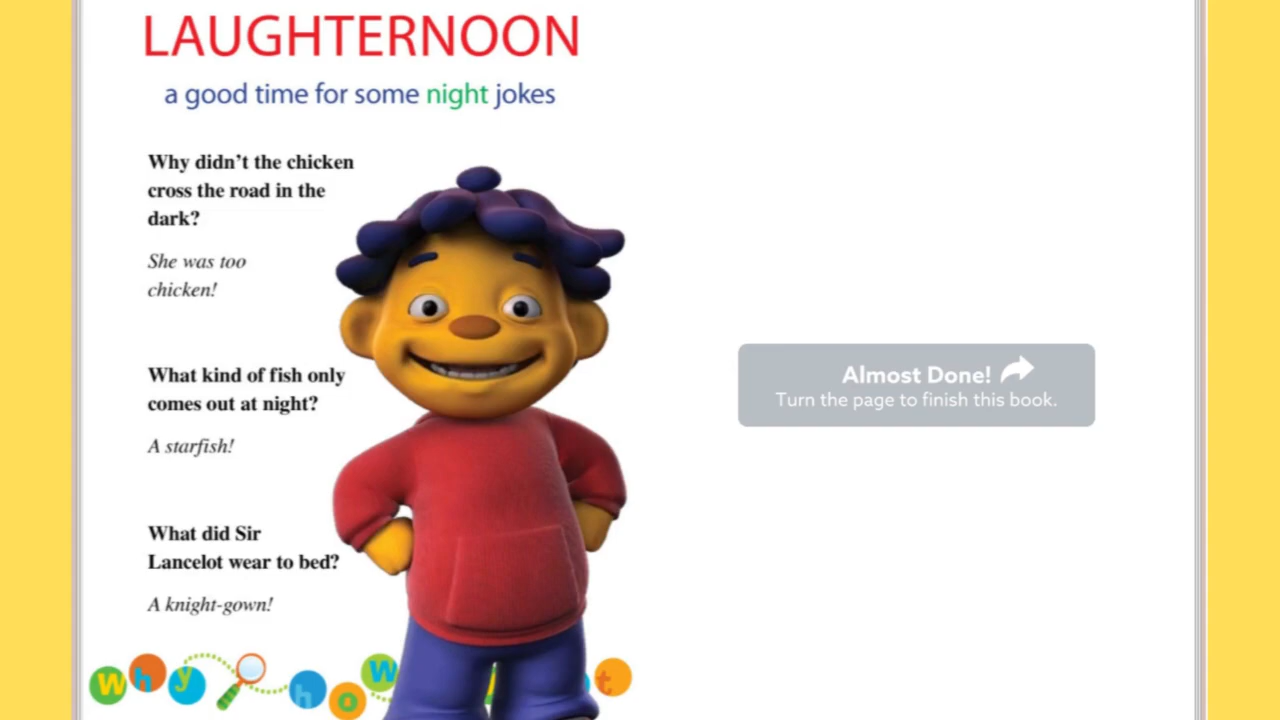 LAUGHTERNOON
a good time for some night jokes
Why didn't the chicken
cross the road in the
dark?
She was too
chicken!
What kind of fish only
comes out at night?
A starfish!
What did Sir
Lancelot wear to bed?
A knight-gown!
why how t
Almost Done!
Turn the page to finish this book.